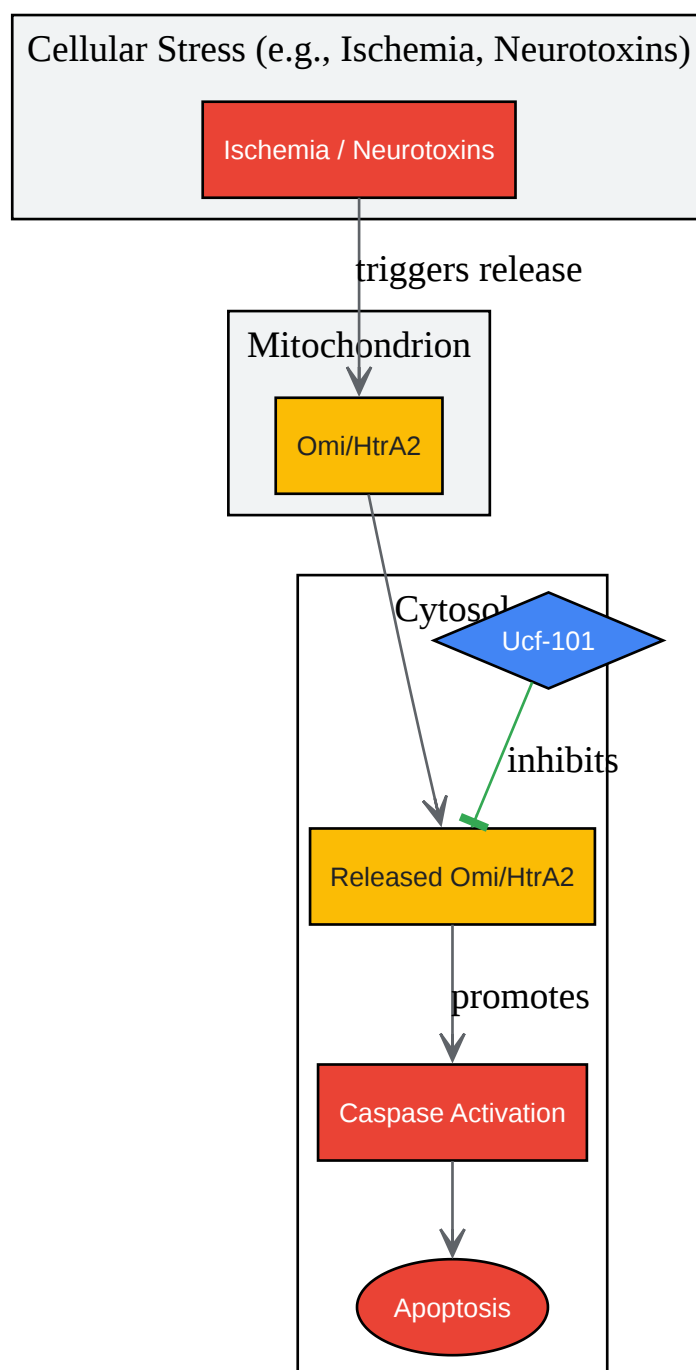 Cellular Stress (e.g., Ischemia, Neurotoxins)
Ischemia / Neurotoxins
triggers release
Mitochondrion
Omi/HtrA2
Cytosol
Ucf-101
inhibits
Released Omi/HtrA2
promotes
Caspase Activation
Apoptosis